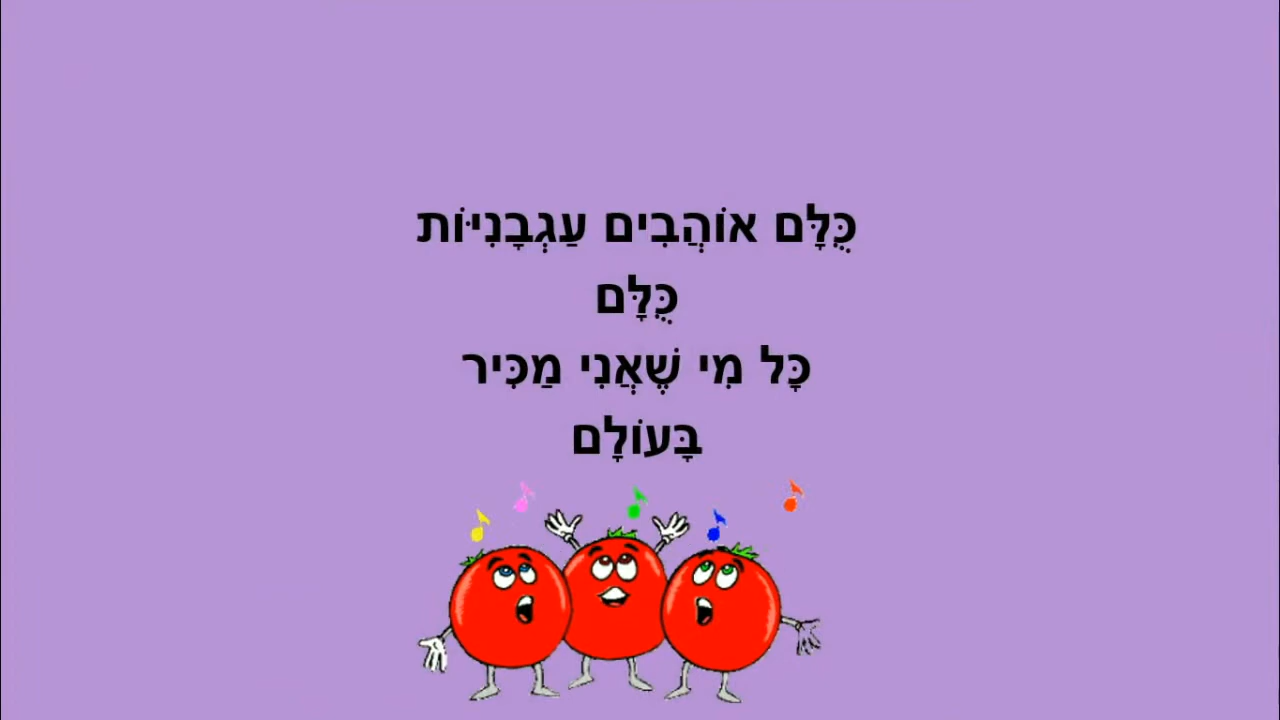 כֻּלָּם אוֹהֲבִים עַגְבָנִיּוֹת
כֻּלָּם
כָּל מִי שֶׁאֲנִי מַכִּיר
בָּעוֹלָם